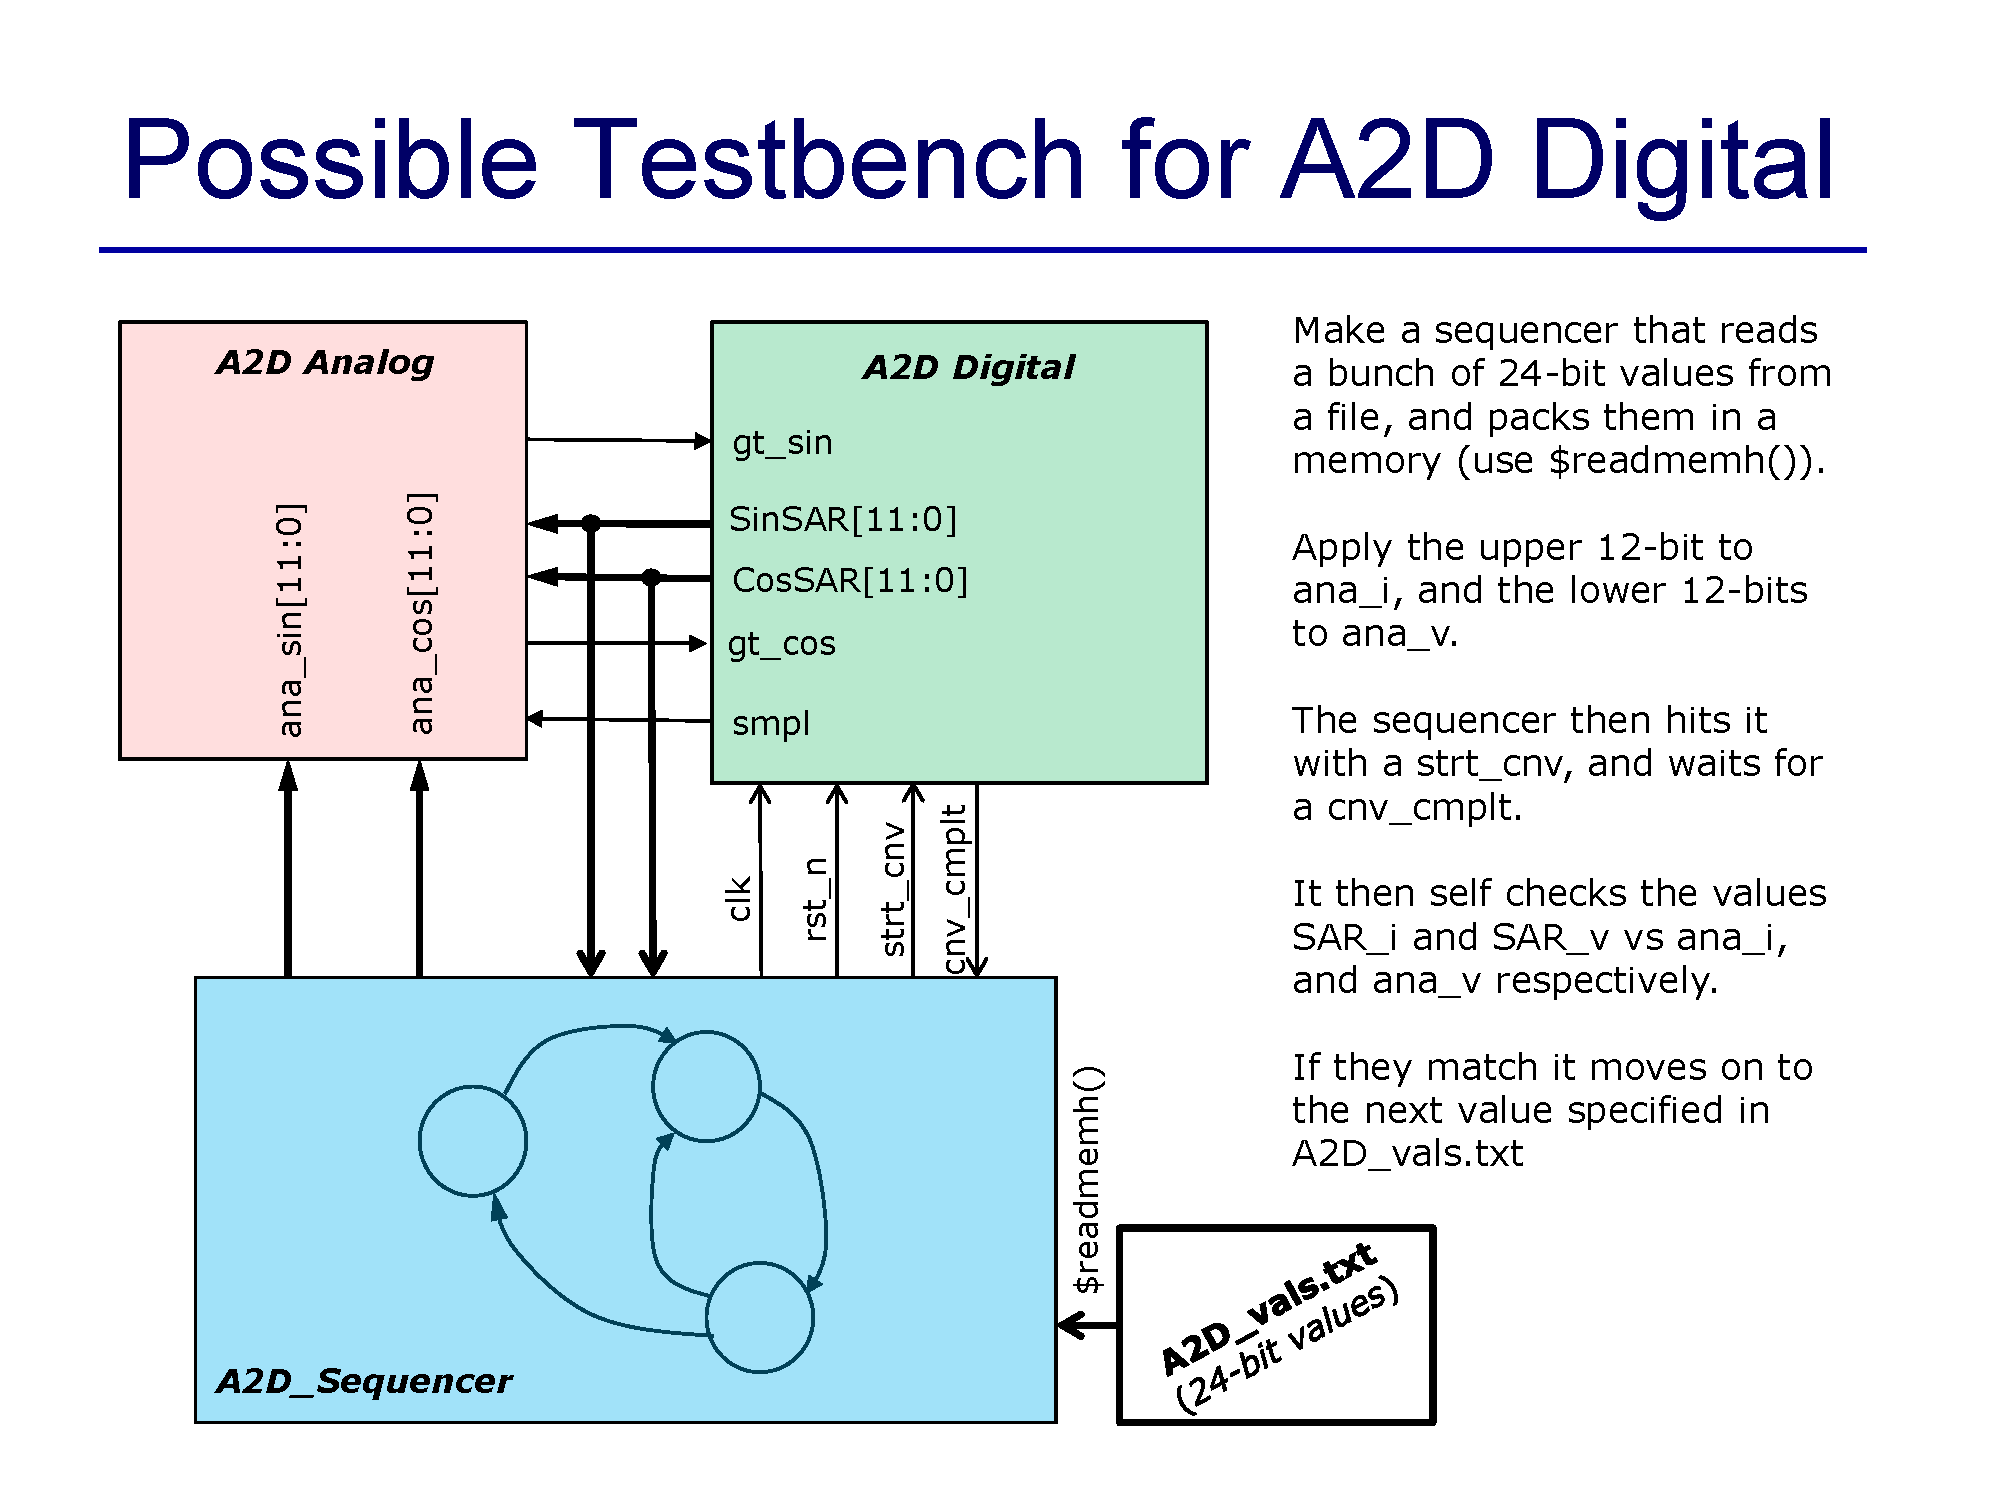 Possible Testbench for A2D Digital
A2D Analog
ana_sin[11:0]
ana_cos[11:0]
A2D Digital
gt_sin
SinSAR[11:0]
CosSAR[11:0]
gt_cos
smpl
clk
rst_n
strt_cnv
cnv_cmplt
A2D_Sequencer
$readmemh()
A2D_vals.txt
(24-bit values)
Make a sequencer that reads
a bunch of 24-bit values from
a file, and packs them in a
memory (use $readmemh()).
Apply the upper 12-bit to
ana_i, and the lower 12-bits
to ana_v.
The sequencer then hits it
with a strt_cnv, and waits for
a cnv_cmplt.
It then self checks the values
SAR_i and SAR_v vs ana_i,
and ana_v respectively.
If they match it moves on to
the next value specified in
A2D_vals.txt